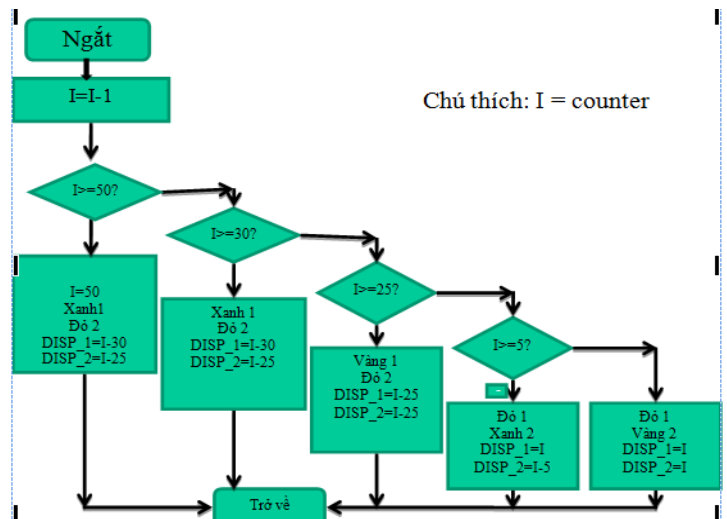 Ngắt
I=I-1
Chú thích: I = counter
I>=50?
I>=30?
I>=25?
I>=5?
I=50
Xanh1
Đỏ 2
DISP_1=I-30
DISP_2=I-25
Xanh 1
Đỏ 2
DISP_1=I-30
DISP_2=I-25
Vàng 1
Đỏ 2
DISP_1=I-25
DISP_2=I-25
Đỏ 1
Xanh 2
DISP_1=I
DISP_2=I-5
Đỏ 1
Vàng 2
DISP_1=I
DISP_2=I
Trở về